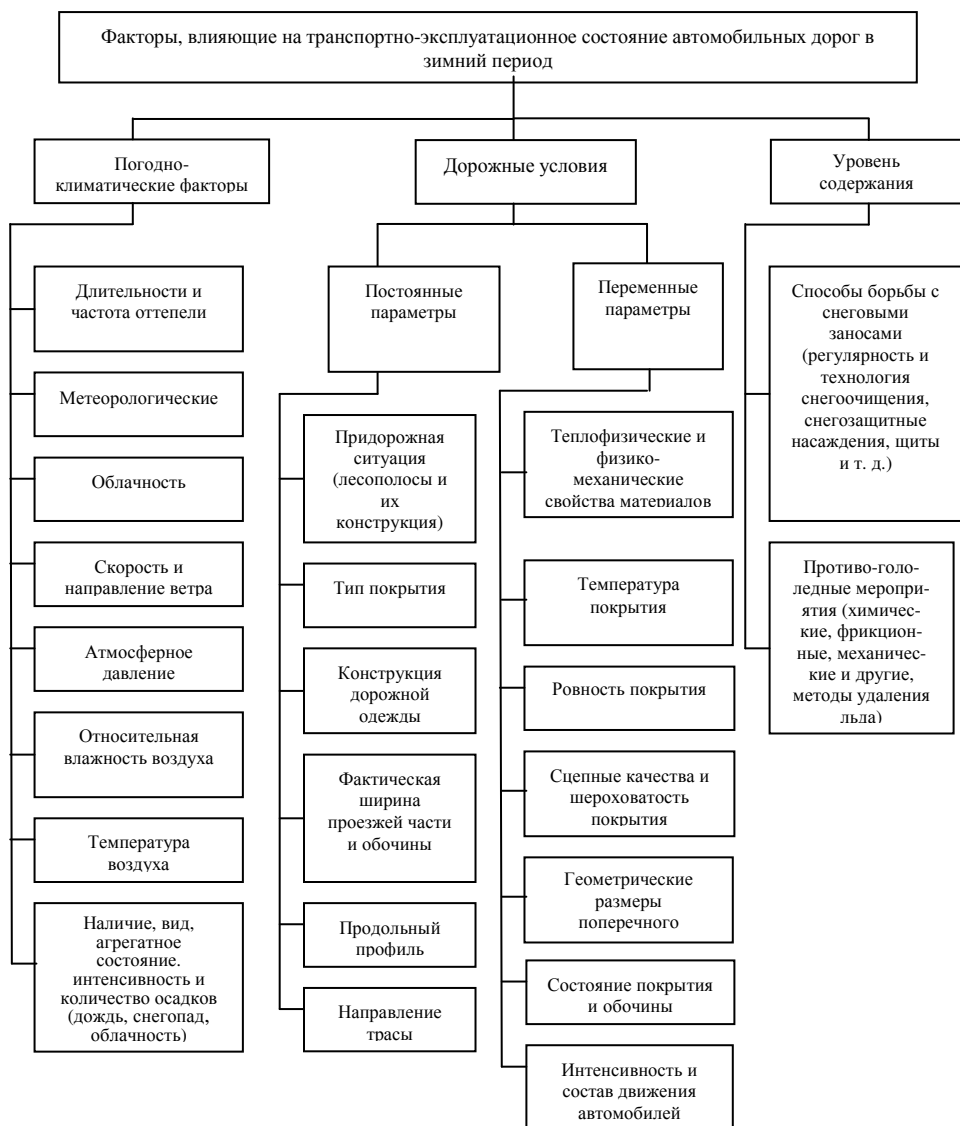 Факторы, влияющие на транспортно-эксплуатационное состояние автомобильных дорог в
зимний период
Погодно-
климатические факторы
Дорожные условия
Уровень
содержания
Длительности и
частота оттепели
Метеорологические
Облачность
Скорость и
направление ветра
Атмосферное
давление
Относительная
влажность воздуха
Температура
воздуха
Наличие, вид,
агрегатное
состояние.
интенсивность и
количество осадков
(дождь, снегопад,
облачность)
Постоянные
параметры
Придорожная
ситуация
(лесополосы и
их
конструкция)
Тип покрытия
Конструкция
дорожной
одежды
Фактическая
ширина
проезжей части
и обочины
Продольный
профиль
Направление
трасы
Переменные
параметры
Теплофизические и
физико-
механические
свойства материалов
Температура
покрытия
Ровность покрытия
Сцепные качества и
шероховатость
покрытия
Геометрические
размеры
поперечного
Состояние покрытия
и обочины
Интенсивность и
состав движения
автомобилей
Способы борьбы с
снеговыми
заносами
(регулярность и
технология
снегоочищения,
снегозащитные
насаждения, щиты
и т. д.)
Противо-голо-
ледные меропри-
ятия (химичес-
кие, фрикцион-
ные, механичес-
кие и другие,
методы удаления
льда)